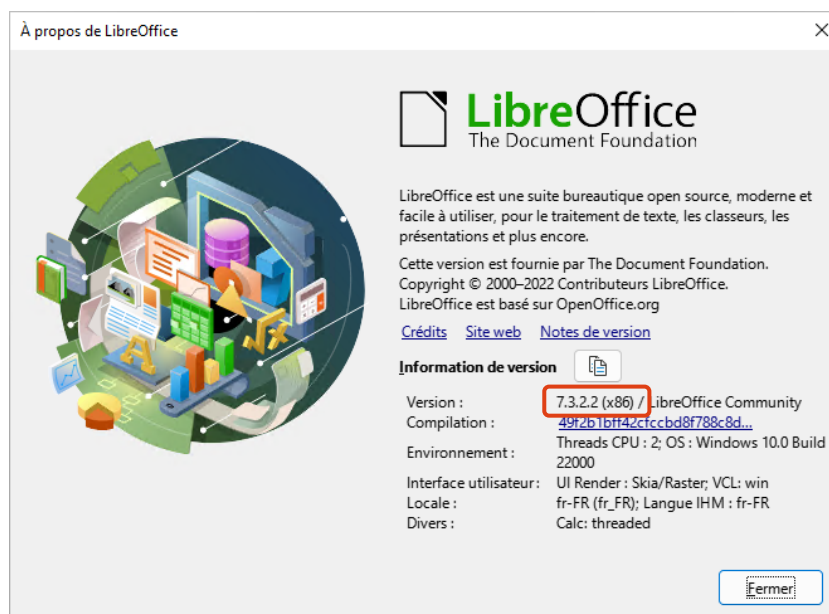 À propos de LibreOffice
LibreOffice
The Document Foundation
LibreOffice est une suite bureautique open source, moderne et
facile à utiliser, pour le traitement de texte, les classeurs, les
présentations et plus encore.
Cette version est fournie par The Document Foundation.
Copyright © 2000–2022 Contributeurs LibreOffice.
LibreOffice est basé sur OpenOffice.org
Crédits Site web Notes de version
Information de version
Version : 7.3.2.2 (x86) / LibreOffice Community
Compilation : 49f2b1bff42cfccbd8f788c8d...
Environnement : Threads CPU : 2; OS : Windows 10.0 Build
22000
Interface utilisateur : UI Render : Skia/Raster; VCL: win
Locale : fr-FR (fr_FR); Langue IHM : fr-FR
Divers : Calc: threaded
Fermer